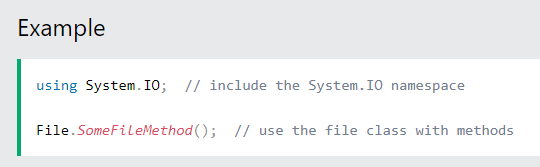 Example
using System.IO;  // include the System.IO namespace
File.SomeFileMethod();  // use the file class with methods